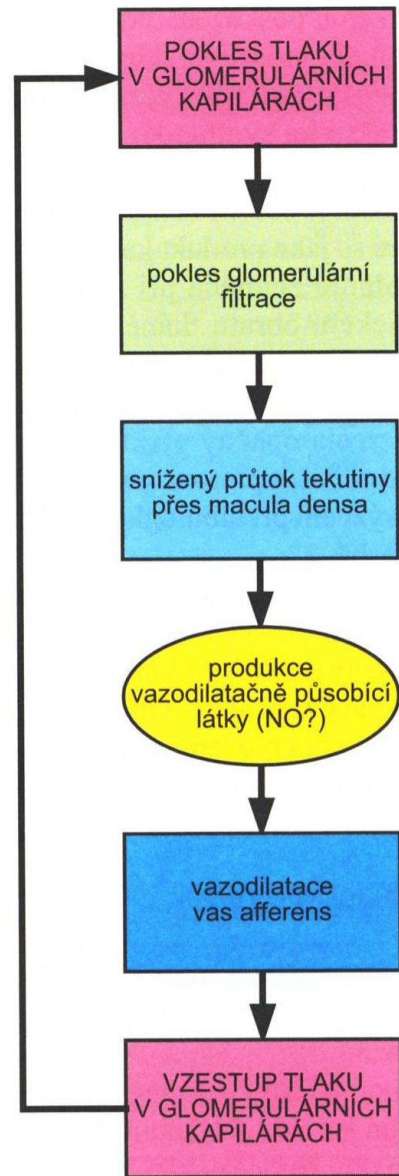 POKLES TLAKU
V GLOMERULÁRNÍCH
KAPILÁRÁCH
pokles glomerulární
filtrace
snížený průtok tekutiny
přes macula densa
produkce
vazodilatačně působící
látky (NO?)
vazodilatace
vas afferens
VZESTUP TLAKU
V GLOMERULÁRNÍCH
KAPILÁRÁCH